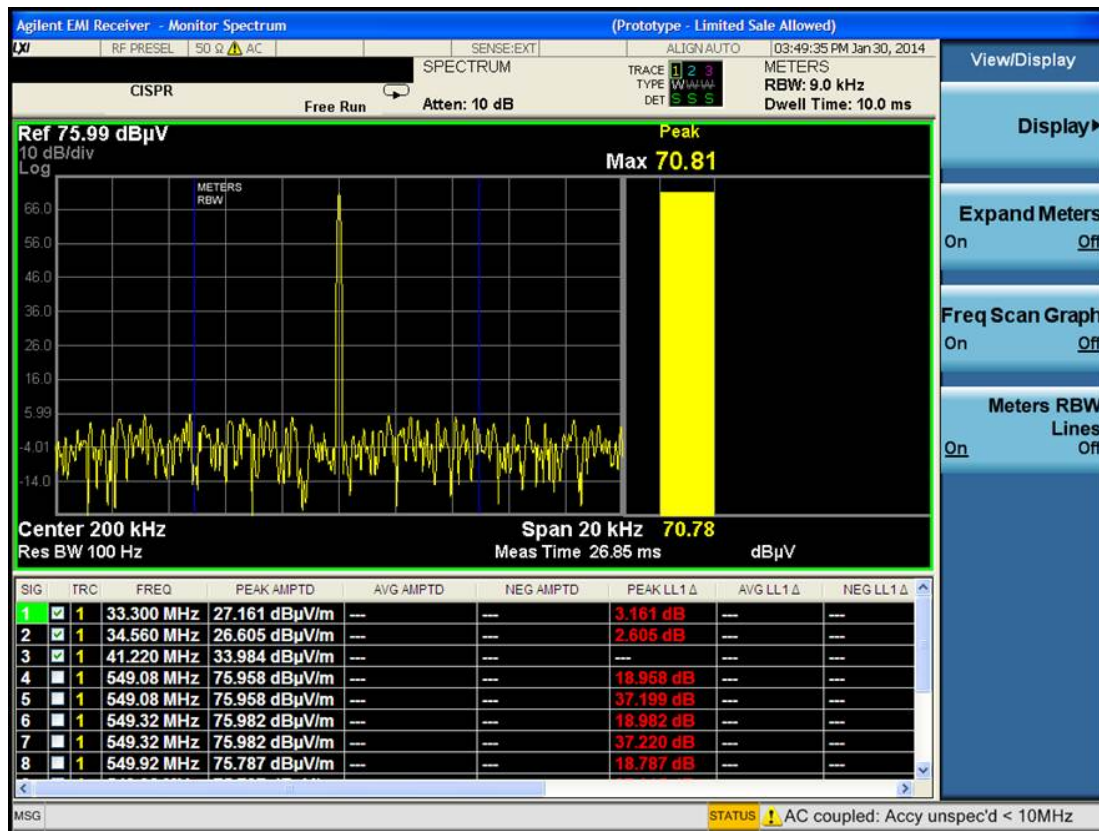 Agilent EMI Receiver - Monitor Spectrum (Prototype - Limited Sale Allowed)
LXI RF PRESEL 50 Ω AC SENSE:EXT ALIGN AUTO 03:49:35 PM Jan 30, 2014
SPECTRUM TRACE 1 2 3 METERS
CISPR TYPE W W W RBW: 9.0 kHz
Free Run Atten: 10 dB DET S S S Dwell Time: 10.0 ms
Ref 75.99 dBµV Peak
10 dB/div Max 70.81
Log
METERS
RBW
66.0
56.0
46.0
36.0
26.0
16.0
5.99
-4.01
-14.0
Center 200 kHz Span 20 kHz 70.78
Res BW 100 Hz Meas Time 26.85 ms dBµV
SIG TRC FREQ PEAK AMPTD AVG AMPTD NEG AMPTD PEAK LL1 Δ AVG LL1 Δ NEG LL1 Δ
1 1 33.300 MHz 27.161 dBµV/m --- --- 3.161 dB --- ---
2 1 34.560 MHz 26.605 dBµV/m --- --- 2.605 dB --- ---
3 1 41.220 MHz 33.984 dBµV/m --- --- --- --- ---
4 1 549.08 MHz 75.958 dBµV/m --- --- 18.958 dB --- ---
5 1 549.08 MHz 75.958 dBµV/m --- --- 37.199 dB --- ---
6 1 549.32 MHz 75.982 dBµV/m --- --- 18.982 dB --- ---
7 1 549.32 MHz 75.982 dBµV/m --- --- 37.220 dB --- ---
8 1 549.92 MHz 75.787 dBµV/m --- --- 18.787 dB --- ---
MSG STATUS AC coupled: Accy unspec'd < 10MHz
View/Display
Display
Expand Meters
On Off
Freq Scan Graph
On Off
Meters RBW
Lines
On Off